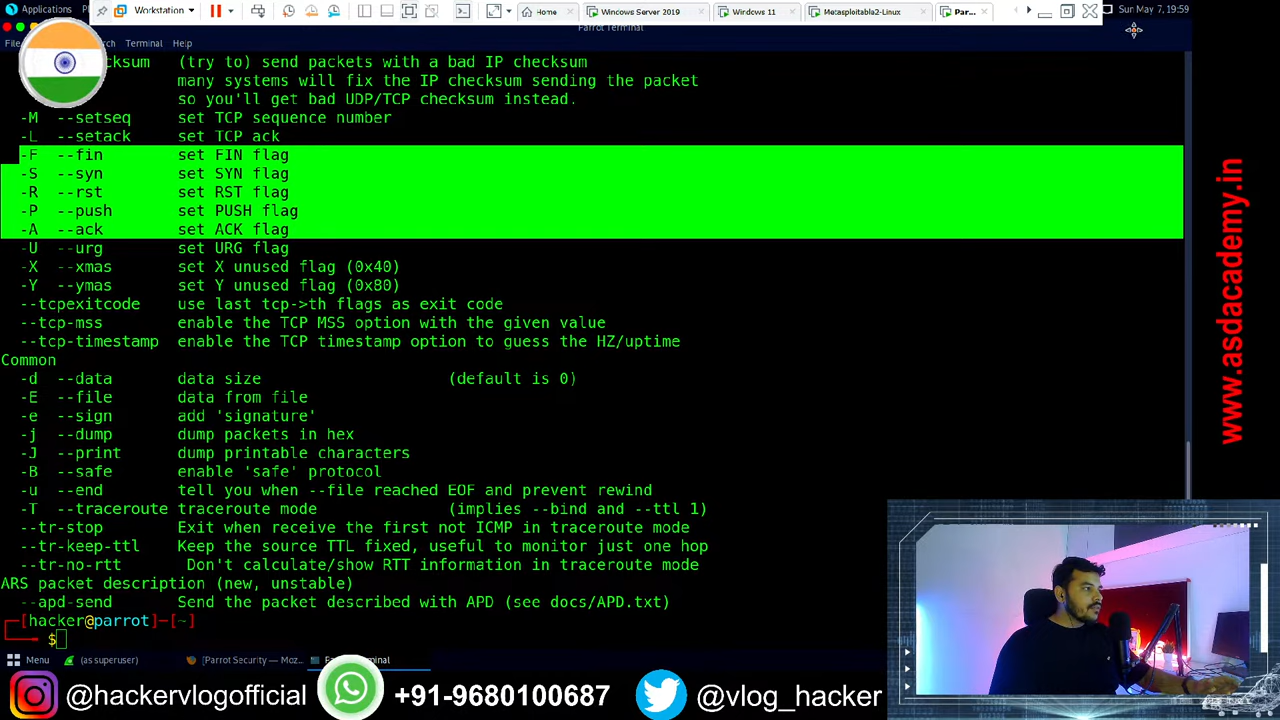 Applications
Workstation
Home
Windows Server 2019
Windows 11
Metasploitable2-Linux
Par...
Sun May 7, 19:59
Parrot Terminal
File
rch Terminal Help
cksum (try to) send packets with a bad IP checksum
many systems will fix the IP checksum sending the packet
so you'll get bad UDP/TCP checksum instead.
-M --setseq set TCP sequence number
-L --setack set TCP ack
-F --fin set FIN flag
-S --syn set SYN flag
-R --rst set RST flag
-P --push set PUSH flag
-A --ack set ACK flag
-U --urg set URG flag
-X --xmas set X unused flag (0x40)
-Y --ymas set Y unused flag (0x80)
--tcpexitcode use last tcp->th flags as exit code
--tcp-mss enable the TCP MSS option with the given value
--tcp-timestamp enable the TCP timestamp option to guess the HZ/uptime
Common
-d --data data size (default is 0)
-E --file data from file
-e --sign add 'signature'
-j --dump dump packets in hex
-J --print dump printable characters
-B --safe enable 'safe' protocol
-u --end tell you when --file reached EOF and prevent rewind
-T --traceroute traceroute mode (implies --bind and --ttl 1)
--tr-stop Exit when receive the first not ICMP in traceroute mode
--tr-keep-ttl Keep the source TTL fixed, useful to monitor just one hop
--tr-no-rtt Don't calculate/show RTT information in traceroute mode
ARS packet description (new, unstable)
--apd-send Send the packet described with APD (see docs/APD.txt)
[hacker@parrot]-[~]
$
www.asdacademy.in
Menu
(as superuser)
[Parrot Security — Moz...
Terminal
@hackervlogofficial
+91-9680100687
@vlog_hacker